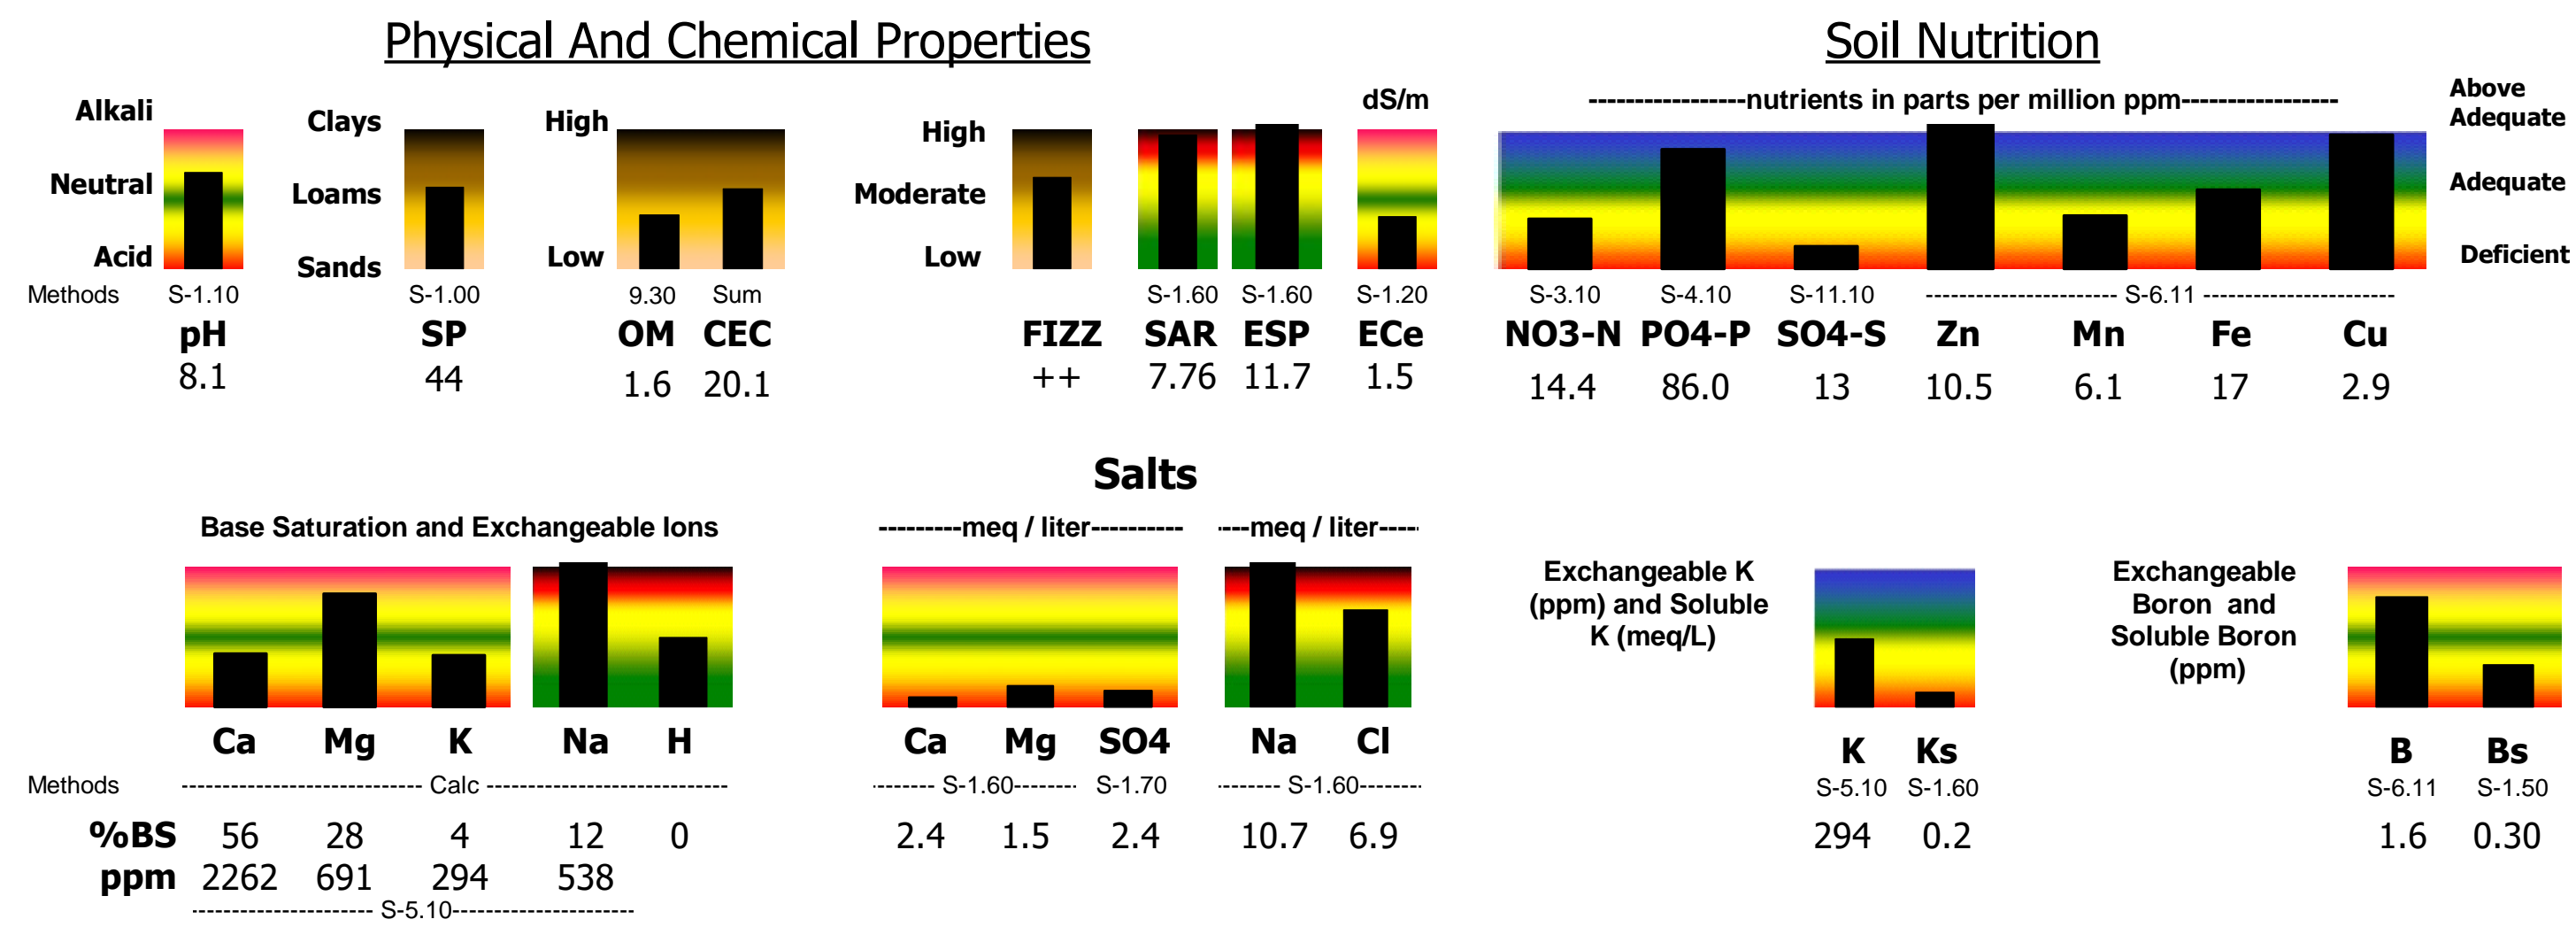 Physical And Chemical Properties
Soil Nutrition
Alkali
Neutral
Acid
Clays
Loams
Sands
High
Low
High
Moderate
Low
dS/m
-----------------nutrients in parts per million ppm-----------------
Above
Adequate
Adequate
Deficient
Methods S-1.10 S-1.00 9.30 Sum S-1.60 S-1.60 S-1.20 S-3.10 S-4.10 S-11.10 --------------------- S-6.11 ---------------------
pH SP OM CEC FIZZ SAR ESP ECe NO3-N PO4-P SO4-S Zn Mn Fe Cu
8.1 44 1.6 20.1 ++ 7.76 11.7 1.5 14.4 86.0 13 10.5 6.1 17 2.9
Salts
Base Saturation and Exchangeable Ions
---------meq / liter----------
----meq / liter-----
Exchangeable K
(ppm) and Soluble
K (meq/L)
Exchangeable
Boron and
Soluble Boron
(ppm)
Ca Mg K Na H Ca Mg SO4 Na Cl K Ks B Bs
Methods --------------------------- Calc --------------------------- ------- S-1.60-------- S-1.70 -------- S-1.60-------- S-5.10 S-1.60 S-6.11 S-1.50
%BS 56 28 4 12 0 2.4 1.5 2.4 10.7 6.9 294 0.2 1.6 0.30
ppm 2262 691 294 538
--------------------- S-5.10---------------------